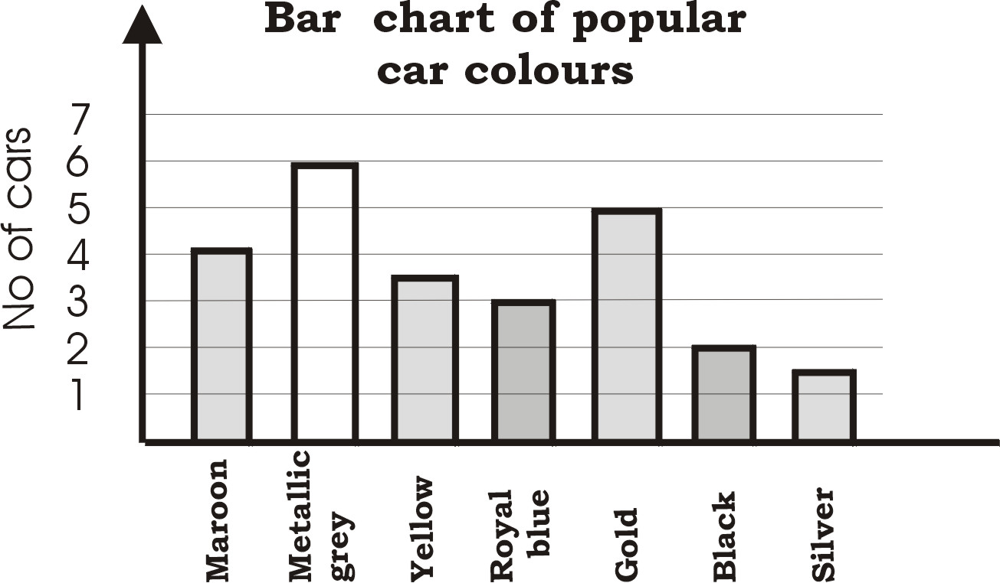 Bar chart of popular
car colours
No of cars
7
6
5
4
3
2
1
Maroon
Metallic
grey
Yellow
Royal
blue
Gold
Black
Silver